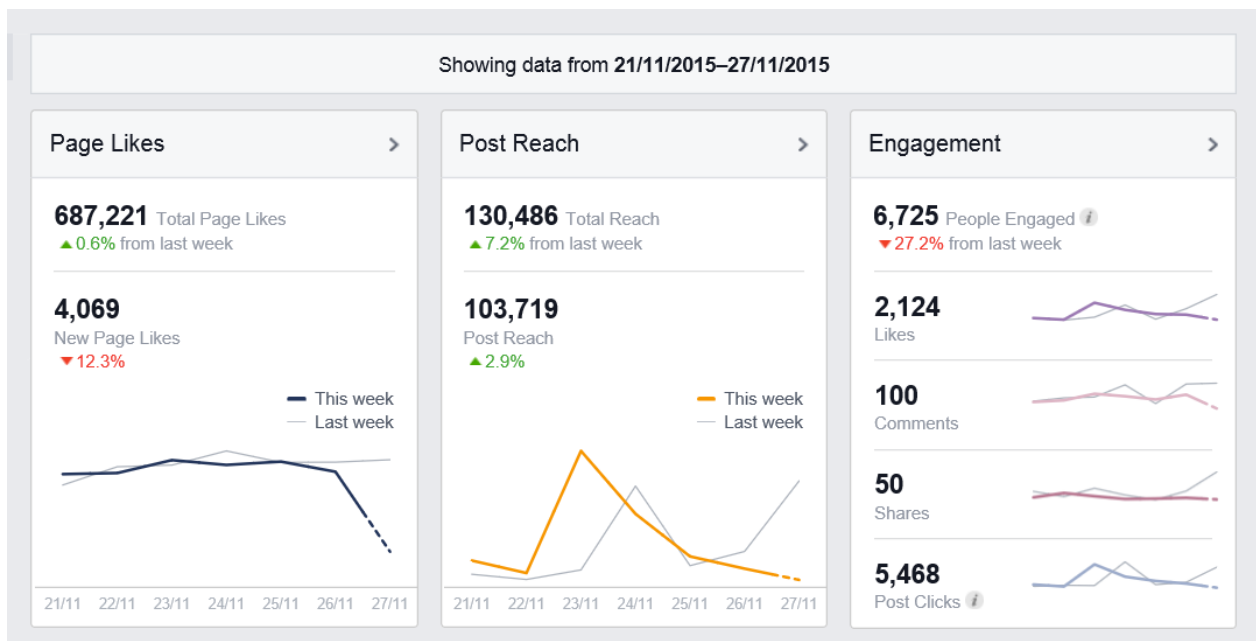 Showing data from 21/11/2015–27/11/2015
Page Likes
687,221 Total Page Likes
0.6% from last week
4,069
New Page Likes
12.3%
This week
Last week
21/11 22/11 23/11 24/11 25/11 26/11 27/11
Post Reach
130,486 Total Reach
7.2% from last week
103,719
Post Reach
2.9%
This week
Last week
21/11 22/11 23/11 24/11 25/11 26/11 27/11
Engagement
6,725 People Engaged i
27.2% from last week
2,124
Likes
100
Comments
50
Shares
5,468
Post Clicks i